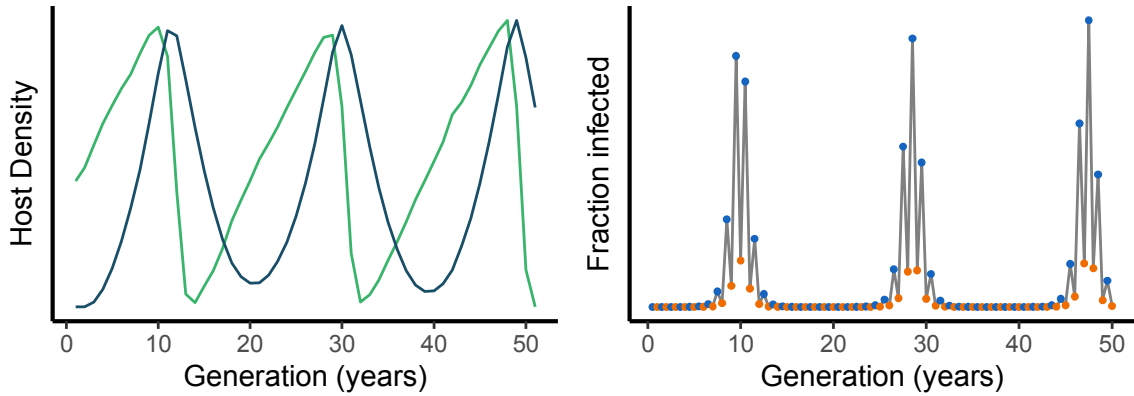 Host Density
0 10 20 30 40 50
Generation (years)
Fraction infected
0 10 20 30 40 50
Generation (years)